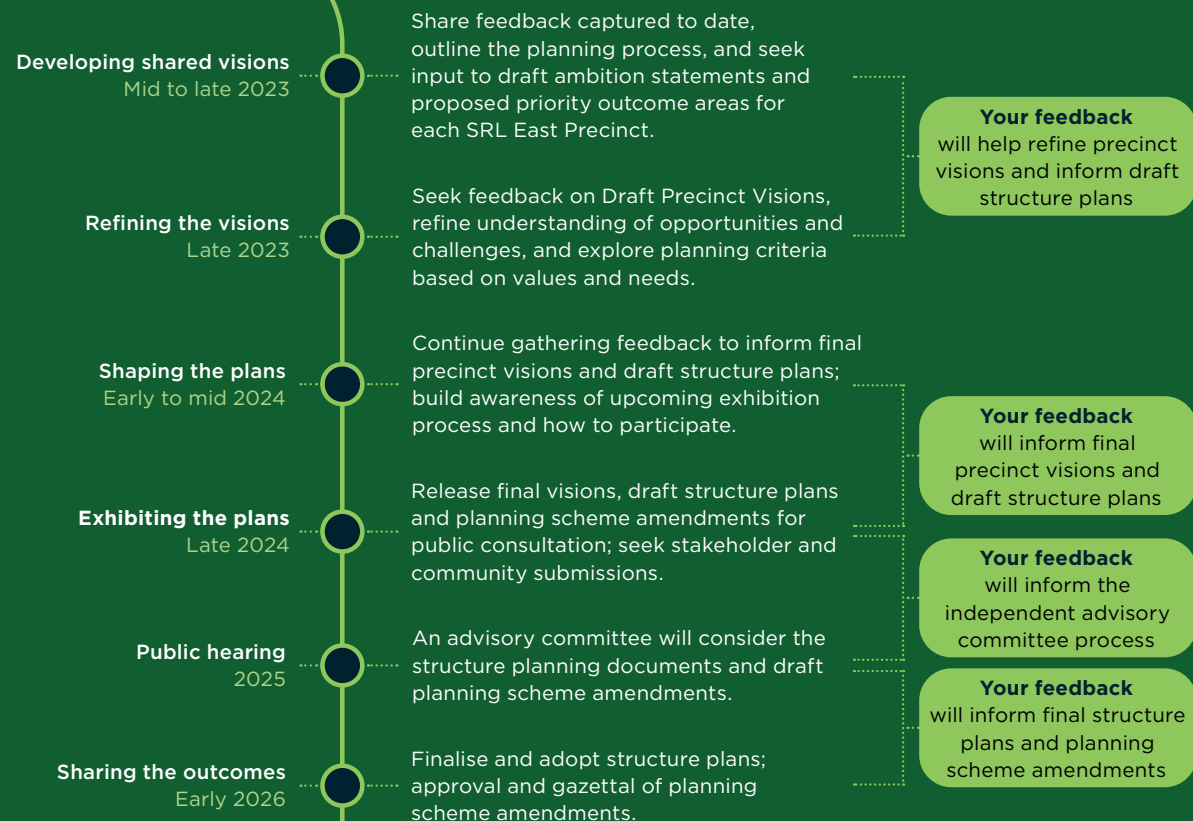 Developing shared visions
Mid to late 2023
Share feedback captured to date,
outline the planning process, and seek
input to draft ambition statements and
proposed priority outcome areas for
each SRL East Precinct.
Refining the visions
Late 2023
Seek feedback on Draft Precinct Visions,
refine understanding of opportunities and
challenges, and explore planning criteria
based on values and needs.
Your feedback
will help refine precinct
visions and inform draft
structure plans
Shaping the plans
Early to mid 2024
Continue gathering feedback to inform final
precinct visions and draft structure plans;
build awareness of upcoming exhibition
process and how to participate.
Exhibiting the plans
Late 2024
Release final visions, draft structure plans
and planning scheme amendments for
public consultation; seek stakeholder and
community submissions.
Your feedback
will inform final
precinct visions and
draft structure plans
Public hearing
2025
An advisory committee will consider the
structure planning documents and draft
planning scheme amendments.
Your feedback
will inform the
independent advisory
committee process
Sharing the outcomes
Early 2026
Finalise and adopt structure plans;
approval and gazettal of planning
scheme amendments.
Your feedback
will inform final structure
plans and planning
scheme amendments